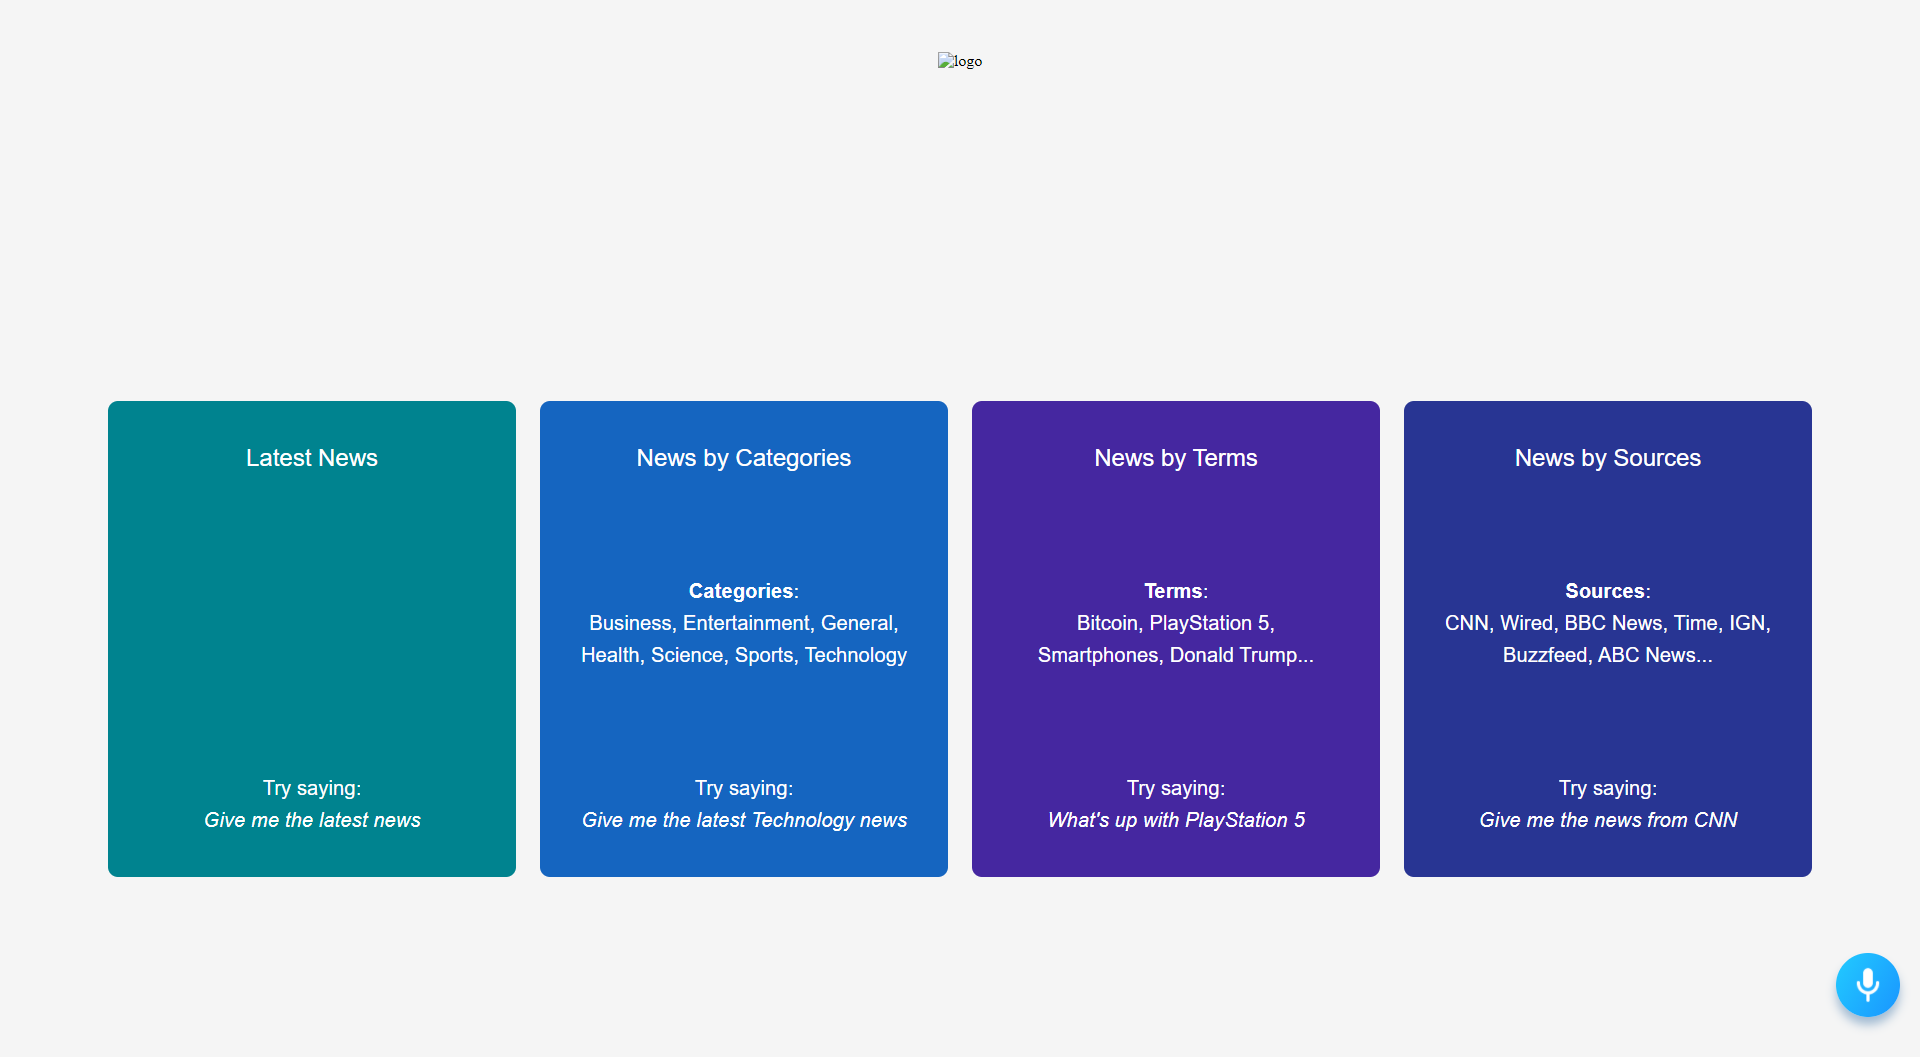 logo
Latest News
Try saying:
Give me the latest news
News by Categories
Categories:
Business, Entertainment, General,
Health, Science, Sports, Technology
Try saying:
Give me the latest Technology news
News by Terms
Terms:
Bitcoin, PlayStation 5,
Smartphones, Donald Trump...
Try saying:
What's up with PlayStation 5
News by Sources
Sources:
CNN, Wired, BBC News, Time, IGN,
Buzzfeed, ABC News...
Try saying:
Give me the news from CNN